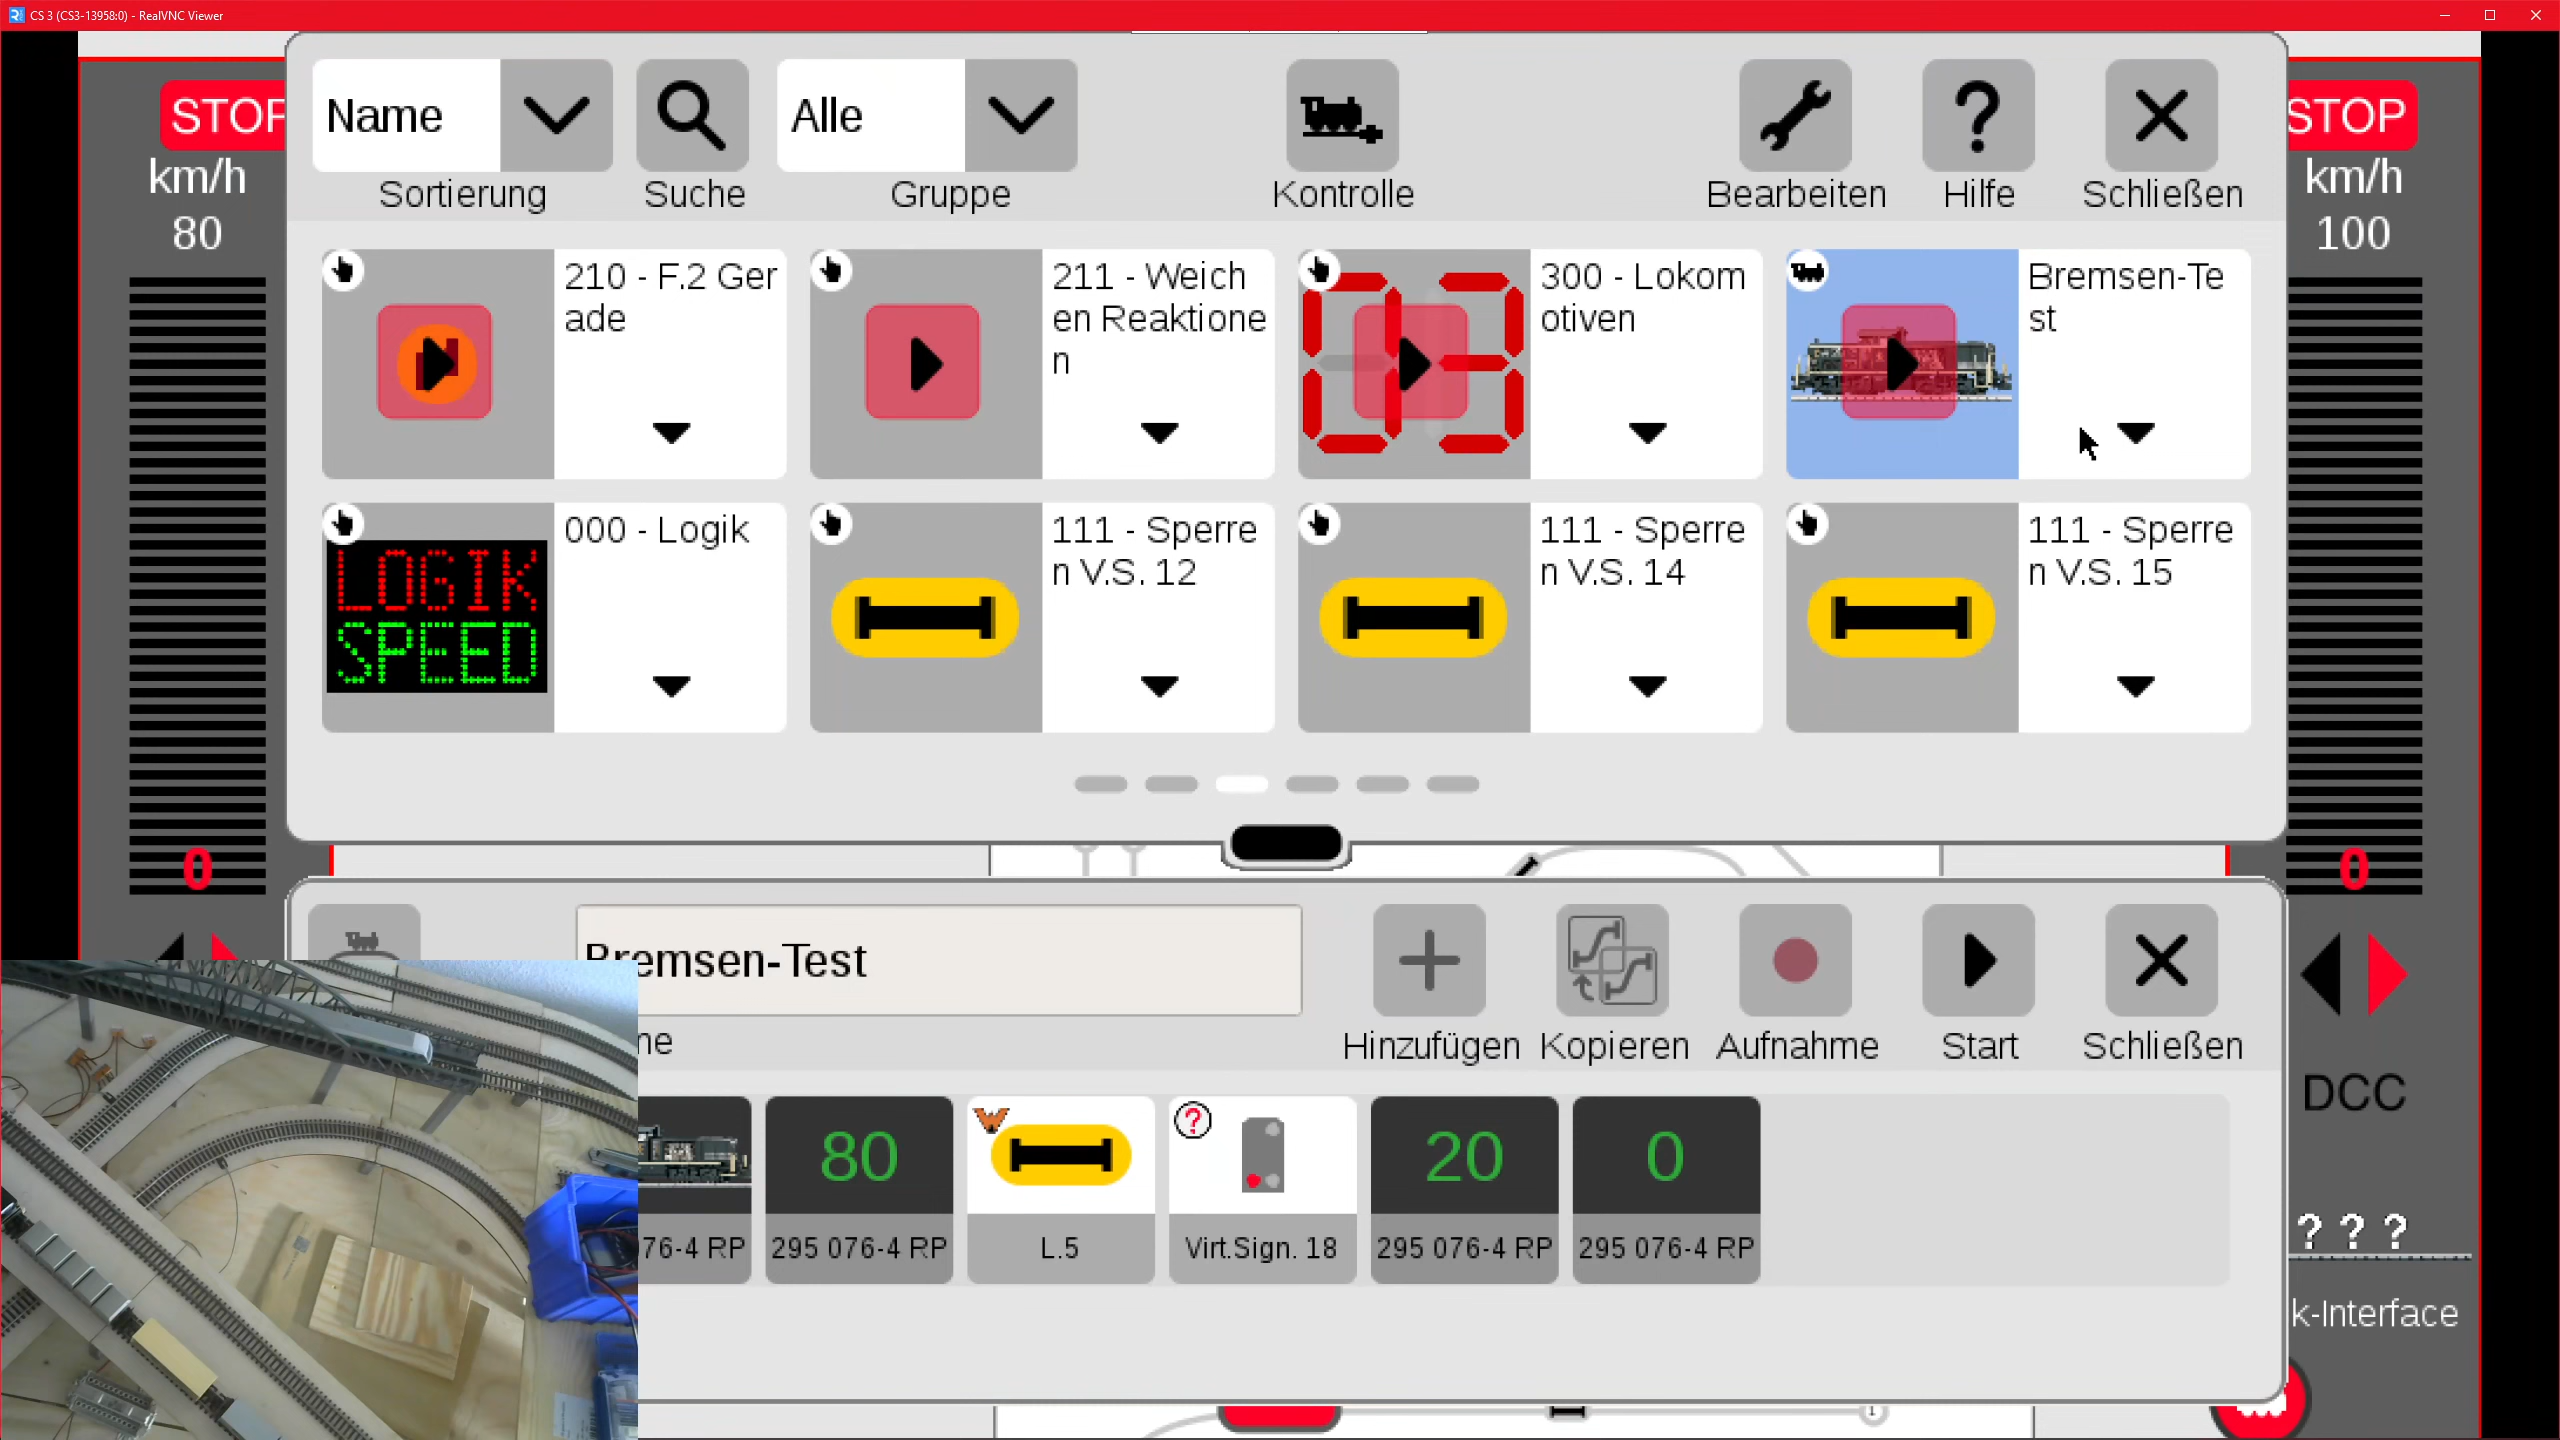 CS 3 (CS3-13958:0) - RealVNC Viewer
STOP
km/h
80
0
Name
Sortierung
Suche
Alle
Gruppe
Kontrolle
Bearbeiten
?
Hilfe
Schließen
STOP
km/h
100
0
210 - F.2 Ger
ade
211 - Weich
en Reaktione
n
300 - Lokom
otiven
Bremsen-Te
st
LOGIK
SPEED
000 - Logik
111 - Sperre
n V.S. 12
111 - Sperre
n V.S. 14
111 - Sperre
n V.S. 15
Bremsen-Test
ne
Hinzufügen
Kopieren
Aufnahme
Start
Schließen
76-4 RP
80
295 076-4 RP
L.5
?
Virt.Sign. 18
20
295 076-4 RP
0
295 076-4 RP
DCC
? ? ?
k-Interface